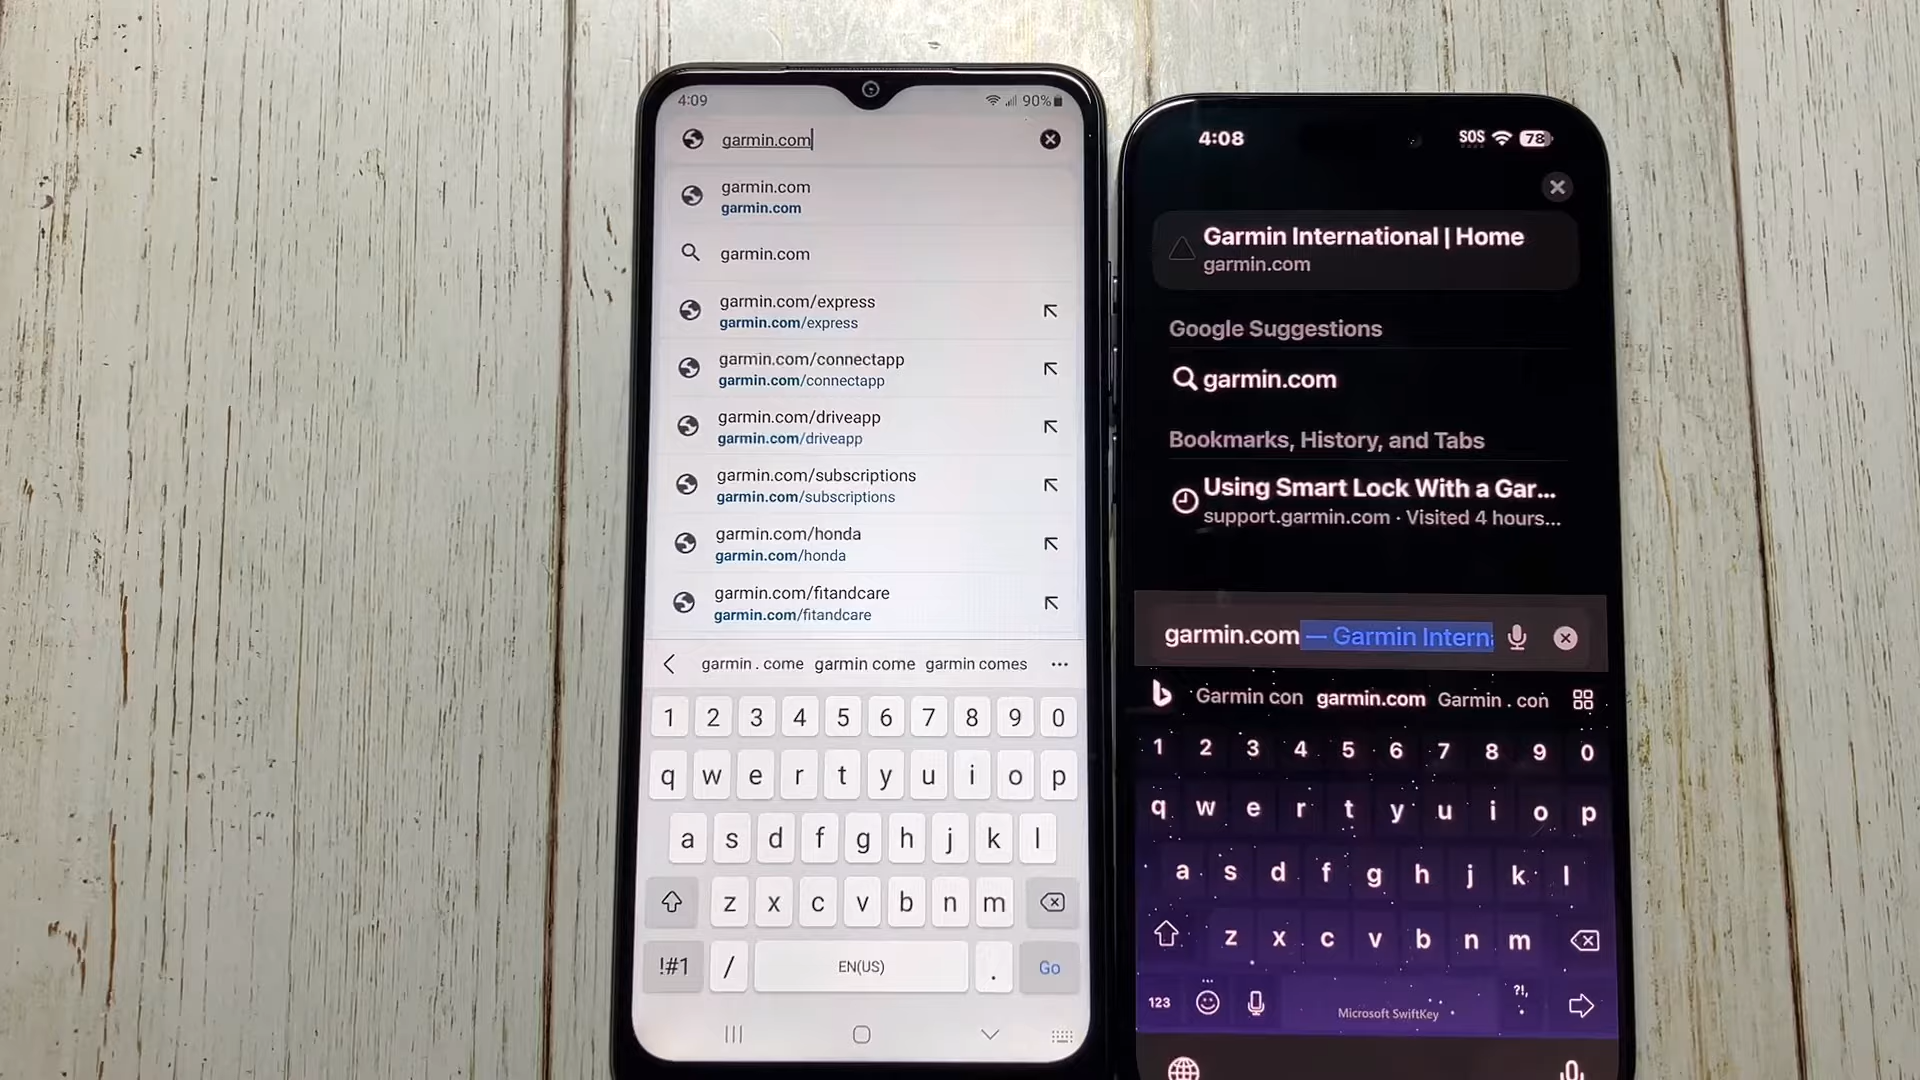 4:09
90%
garmin.com
garmin.com
garmin.com
garmin.com
garmin.com/express
garmin.com/express
garmin.com/connectapp
garmin.com/connectapp
garmin.com/driveapp
garmin.com/driveapp
garmin.com/subscriptions
garmin.com/subscriptions
garmin.com/honda
garmin.com/honda
garmin.com/fitandcare
garmin.com/fitandcare
garmin . come garmin come garmin comes
1 2 3 4 5 6 7 8 9 0
q w e r t y u i o p
a s d f g h j k l
z x c v b n m
!#1 / EN(US) . Go
4:08
SOS 78
Garmin International | Home
garmin.com
Google Suggestions
garmin.com
Bookmarks, History, and Tabs
Using Smart Lock With a Gar...
support.garmin.com · Visited 4 hours...
garmin.com — Garmin Intern
Garmin con garmin.com Garmin . con
1 2 3 4 5 6 7 8 9 0
q w e r t y u i o p
a s d f g h j k l
z x c v b n m
123 Microsoft SwiftKey ?!, .